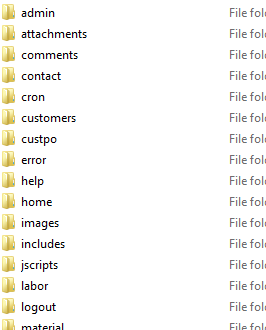 admin File fol
attachments File fol
comments File fol
contact File fol
cron File fol
customers File fol
custpo File fol
error File fol
help File fol
home File fol
images File fol
includes File fol
jscripts File fol
labor File fol
logout File fol
material File fol